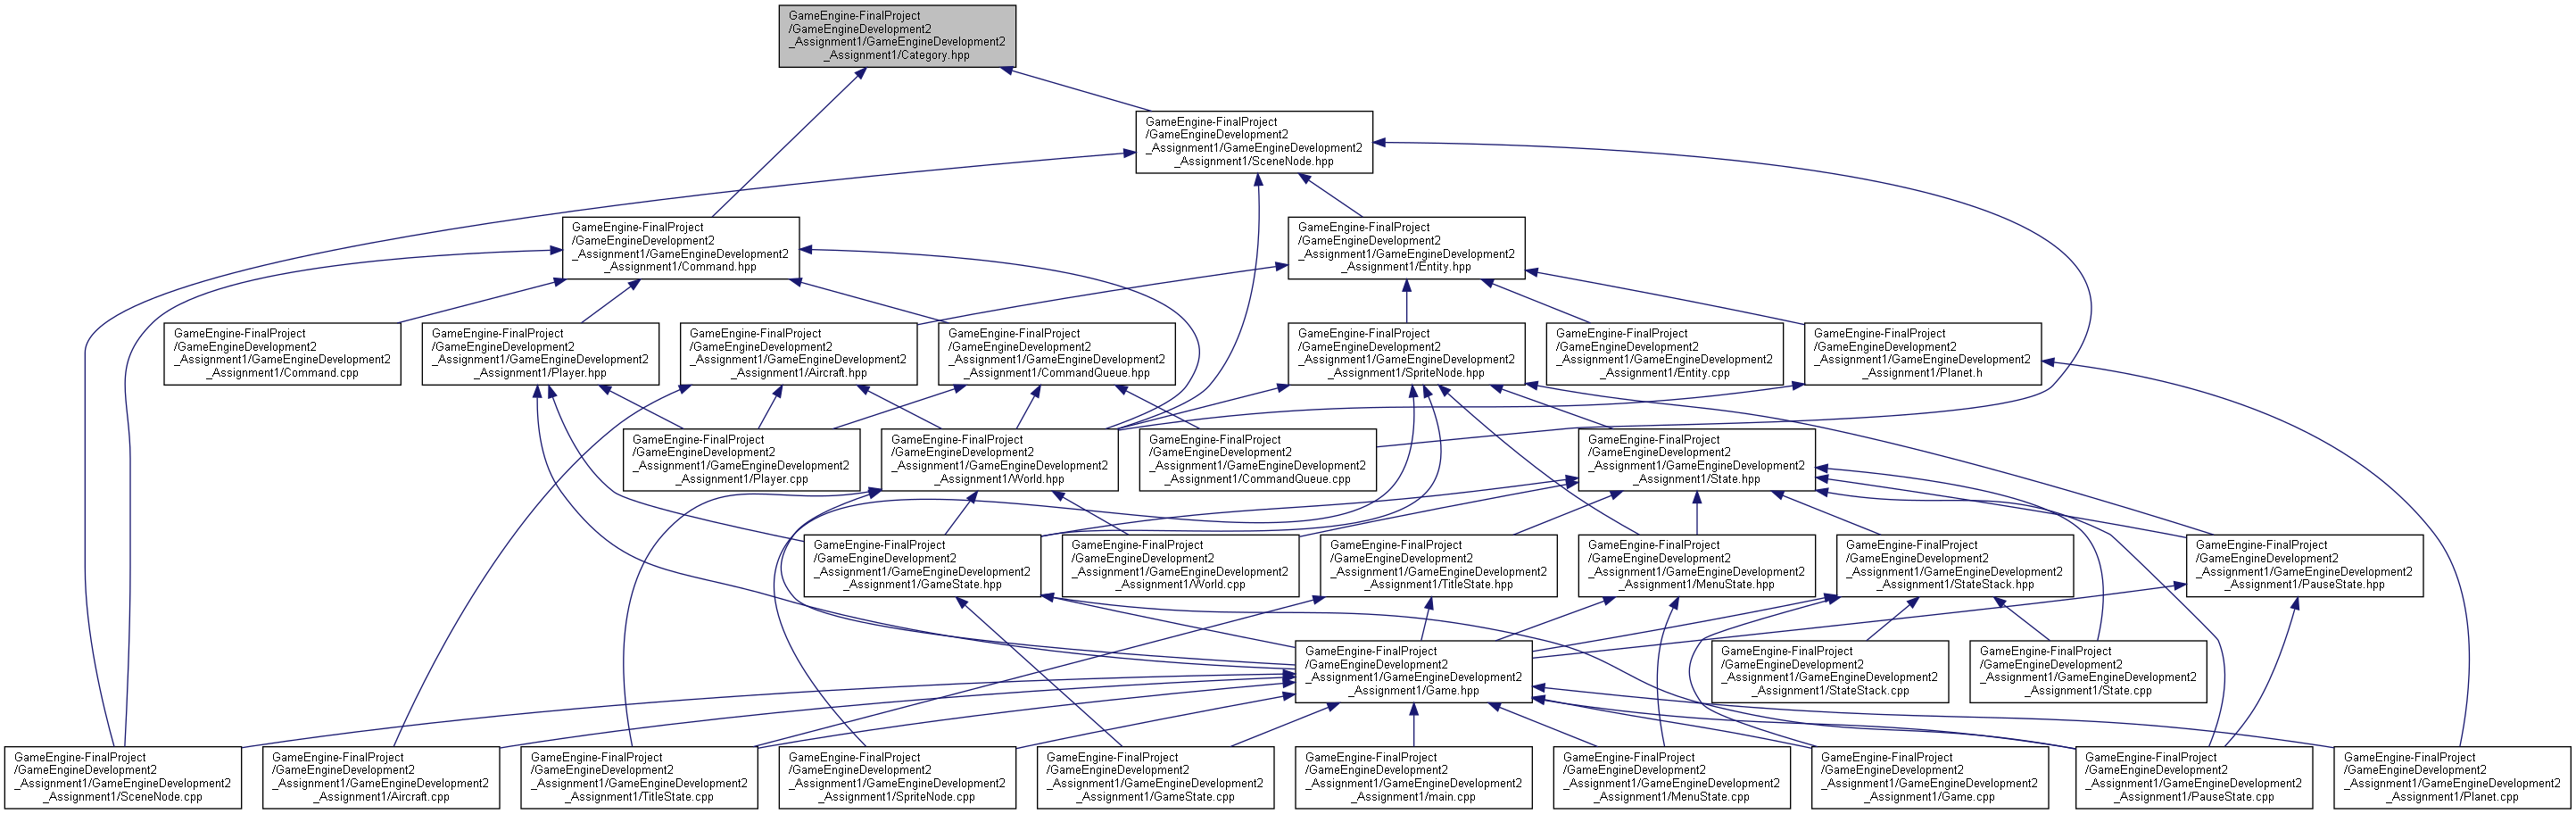 GameEngine-FinalProject
/GameEngineDevelopment2
_Assignment1/GameEngineDevelopment2
_Assignment1/Category.hpp
GameEngine-FinalProject
/GameEngineDevelopment2
_Assignment1/GameEngineDevelopment2
_Assignment1/SceneNode.hpp
GameEngine-FinalProject
/GameEngineDevelopment2
_Assignment1/GameEngineDevelopment2
_Assignment1/Command.hpp
GameEngine-FinalProject
/GameEngineDevelopment2
_Assignment1/GameEngineDevelopment2
_Assignment1/Entity.hpp
GameEngine-FinalProject
/GameEngineDevelopment2
_Assignment1/GameEngineDevelopment2
_Assignment1/Command.cpp
GameEngine-FinalProject
/GameEngineDevelopment2
_Assignment1/GameEngineDevelopment2
_Assignment1/Player.hpp
GameEngine-FinalProject
/GameEngineDevelopment2
_Assignment1/GameEngineDevelopment2
_Assignment1/Aircraft.hpp
GameEngine-FinalProject
/GameEngineDevelopment2
_Assignment1/GameEngineDevelopment2
_Assignment1/CommandQueue.hpp
GameEngine-FinalProject
/GameEngineDevelopment2
_Assignment1/GameEngineDevelopment2
_Assignment1/SpriteNode.hpp
GameEngine-FinalProject
/GameEngineDevelopment2
_Assignment1/GameEngineDevelopment2
_Assignment1/Entity.cpp
GameEngine-FinalProject
/GameEngineDevelopment2
_Assignment1/GameEngineDevelopment2
_Assignment1/Planet.h
GameEngine-FinalProject
/GameEngineDevelopment2
_Assignment1/GameEngineDevelopment2
_Assignment1/Player.cpp
GameEngine-FinalProject
/GameEngineDevelopment2
_Assignment1/GameEngineDevelopment2
_Assignment1/World.hpp
GameEngine-FinalProject
/GameEngineDevelopment2
_Assignment1/GameEngineDevelopment2
_Assignment1/CommandQueue.cpp
GameEngine-FinalProject
/GameEngineDevelopment2
_Assignment1/GameEngineDevelopment2
_Assignment1/State.hpp
GameEngine-FinalProject
/GameEngineDevelopment2
_Assignment1/GameEngineDevelopment2
_Assignment1/GameState.hpp
GameEngine-FinalProject
/GameEngineDevelopment2
_Assignment1/GameEngineDevelopment2
_Assignment1/World.cpp
GameEngine-FinalProject
/GameEngineDevelopment2
_Assignment1/GameEngineDevelopment2
_Assignment1/TitleState.hpp
GameEngine-FinalProject
/GameEngineDevelopment2
_Assignment1/GameEngineDevelopment2
_Assignment1/MenuState.hpp
GameEngine-FinalProject
/GameEngineDevelopment2
_Assignment1/GameEngineDevelopment2
_Assignment1/StateStack.hpp
GameEngine-FinalProject
/GameEngineDevelopment2
_Assignment1/GameEngineDevelopment2
_Assignment1/PauseState.hpp
GameEngine-FinalProject
/GameEngineDevelopment2
_Assignment1/GameEngineDevelopment2
_Assignment1/Game.hpp
GameEngine-FinalProject
/GameEngineDevelopment2
_Assignment1/GameEngineDevelopment2
_Assignment1/StateStack.cpp
GameEngine-FinalProject
/GameEngineDevelopment2
_Assignment1/GameEngineDevelopment2
_Assignment1/State.cpp
GameEngine-FinalProject
/GameEngineDevelopment2
_Assignment1/GameEngineDevelopment2
_Assignment1/SceneNode.cpp
GameEngine-FinalProject
/GameEngineDevelopment2
_Assignment1/GameEngineDevelopment2
_Assignment1/Aircraft.cpp
GameEngine-FinalProject
/GameEngineDevelopment2
_Assignment1/GameEngineDevelopment2
_Assignment1/TitleState.cpp
GameEngine-FinalProject
/GameEngineDevelopment2
_Assignment1/GameEngineDevelopment2
_Assignment1/SpriteNode.cpp
GameEngine-FinalProject
/GameEngineDevelopment2
_Assignment1/GameEngineDevelopment2
_Assignment1/GameState.cpp
GameEngine-FinalProject
/GameEngineDevelopment2
_Assignment1/GameEngineDevelopment2
_Assignment1/main.cpp
GameEngine-FinalProject
/GameEngineDevelopment2
_Assignment1/GameEngineDevelopment2
_Assignment1/MenuState.cpp
GameEngine-FinalProject
/GameEngineDevelopment2
_Assignment1/GameEngineDevelopment2
_Assignment1/Game.cpp
GameEngine-FinalProject
/GameEngineDevelopment2
_Assignment1/GameEngineDevelopment2
_Assignment1/PauseState.cpp
GameEngine-FinalProject
/GameEngineDevelopment2
_Assignment1/GameEngineDevelopment2
_Assignment1/Planet.cpp